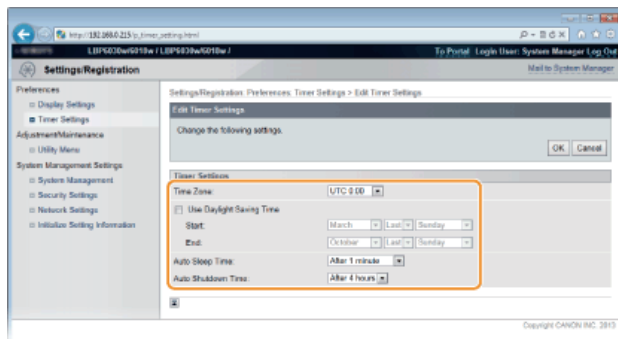 http://192.168.0.215/p_timer_setting.html
LBP6030w/6018w / LBP6030w/6018w /
To Portal Login User: System Manager Log Out
Settings/Registration
Mail to System Manager
Preferences
Display Settings
Timer Settings
Adjustment/Maintenance
Utility Menu
System Management Settings
System Management
Security Settings
Network Settings
Initialize Setting Information
Settings/Registration: Preferences: Timer Settings > Edit Timer Settings
Edit Timer Settings
Change the following settings.
OK Cancel
Timer Settings
Time Zone: UTC 0:00
Use Daylight Saving Time
Start: March Last Sunday
End: October Last Sunday
Auto Sleep Time: After 1 minute
Auto Shutdown Time: After 4 hours
Copyright CANON INC. 2013